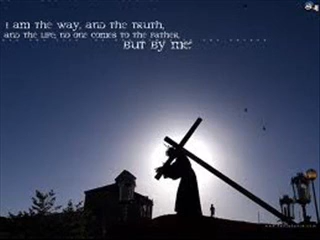 I am the way, and the truth,
and the life; no one comes to the Father,
but by me